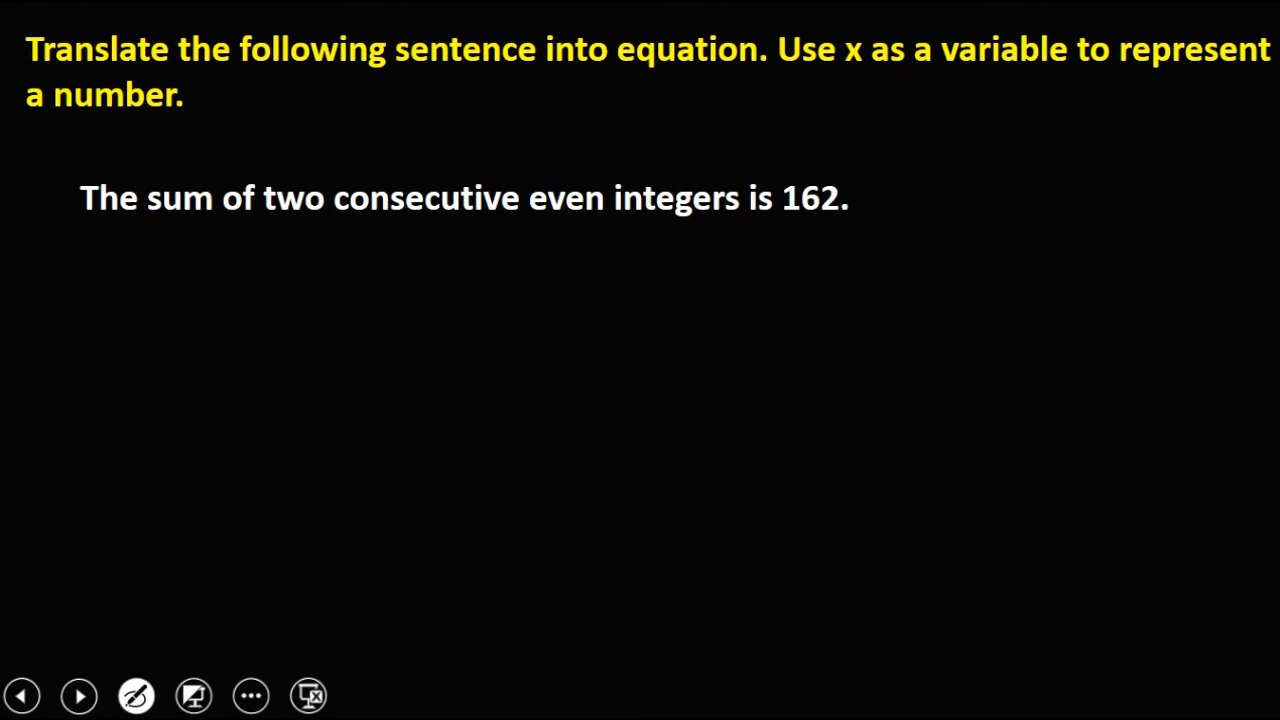 Translate the following sentence into equation. Use x as a variable to represent
a number.
The sum of two consecutive even integers is 162.